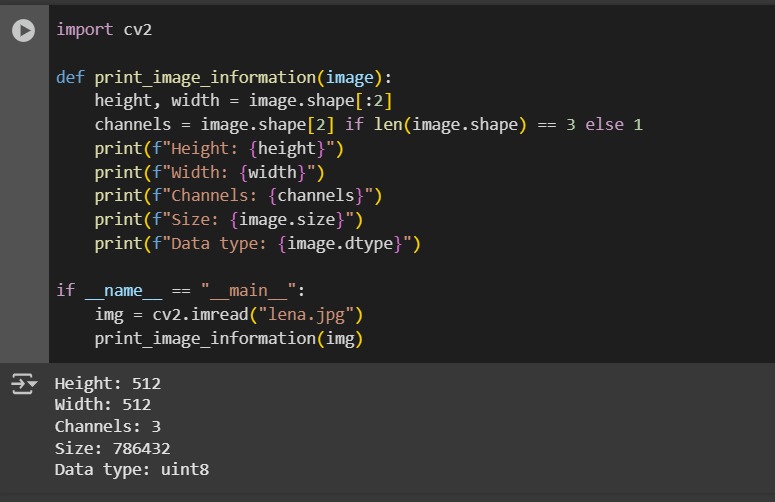 import cv2

def print_image_information(image):
    height, width = image.shape[:2]
    channels = image.shape[2] if len(image.shape) == 3 else 1
    print(f"Height: {height}")
    print(f"Width: {width}")
    print(f"Channels: {channels}")
    print(f"Size: {image.size}")
    print(f"Data type: {image.dtype}")

if __name__ == "__main__":
    img = cv2.imread("lena.jpg")
    print_image_information(img)
Height: 512
Width: 512
Channels: 3
Size: 786432
Data type: uint8